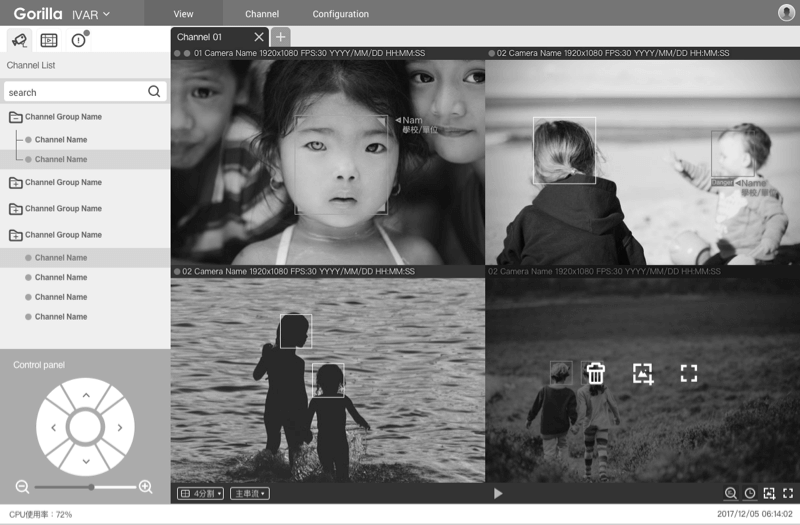 Gorilla IVAR View Channel Configuration
Channel 01
01 Camera Name 1920x1080 FPS:30 YYYY/MM/DD HH:MM:SS
02 Camera Name 1920x1080 FPS:30 YYYY/MM/DD HH:MM:SS
Channel List
search
Channel Group Name
Channel Name
Channel Name
Channel Group Name
Channel Group Name
Channel Group Name
Channel Name
Channel Name
Channel Name
Channel Name
Nam
學校/單位
Name
學校/單位
02 Camera Name 1920x1080 FPS:30 YYYY/MM/DD HH:MM:SS
02 Camera Name 1920x1080 FPS:30 YYYY/MM/DD HH:MM:SS
Control panel
4分割
主串流
CPU使用率：72%
2017/12/05 06:14:02